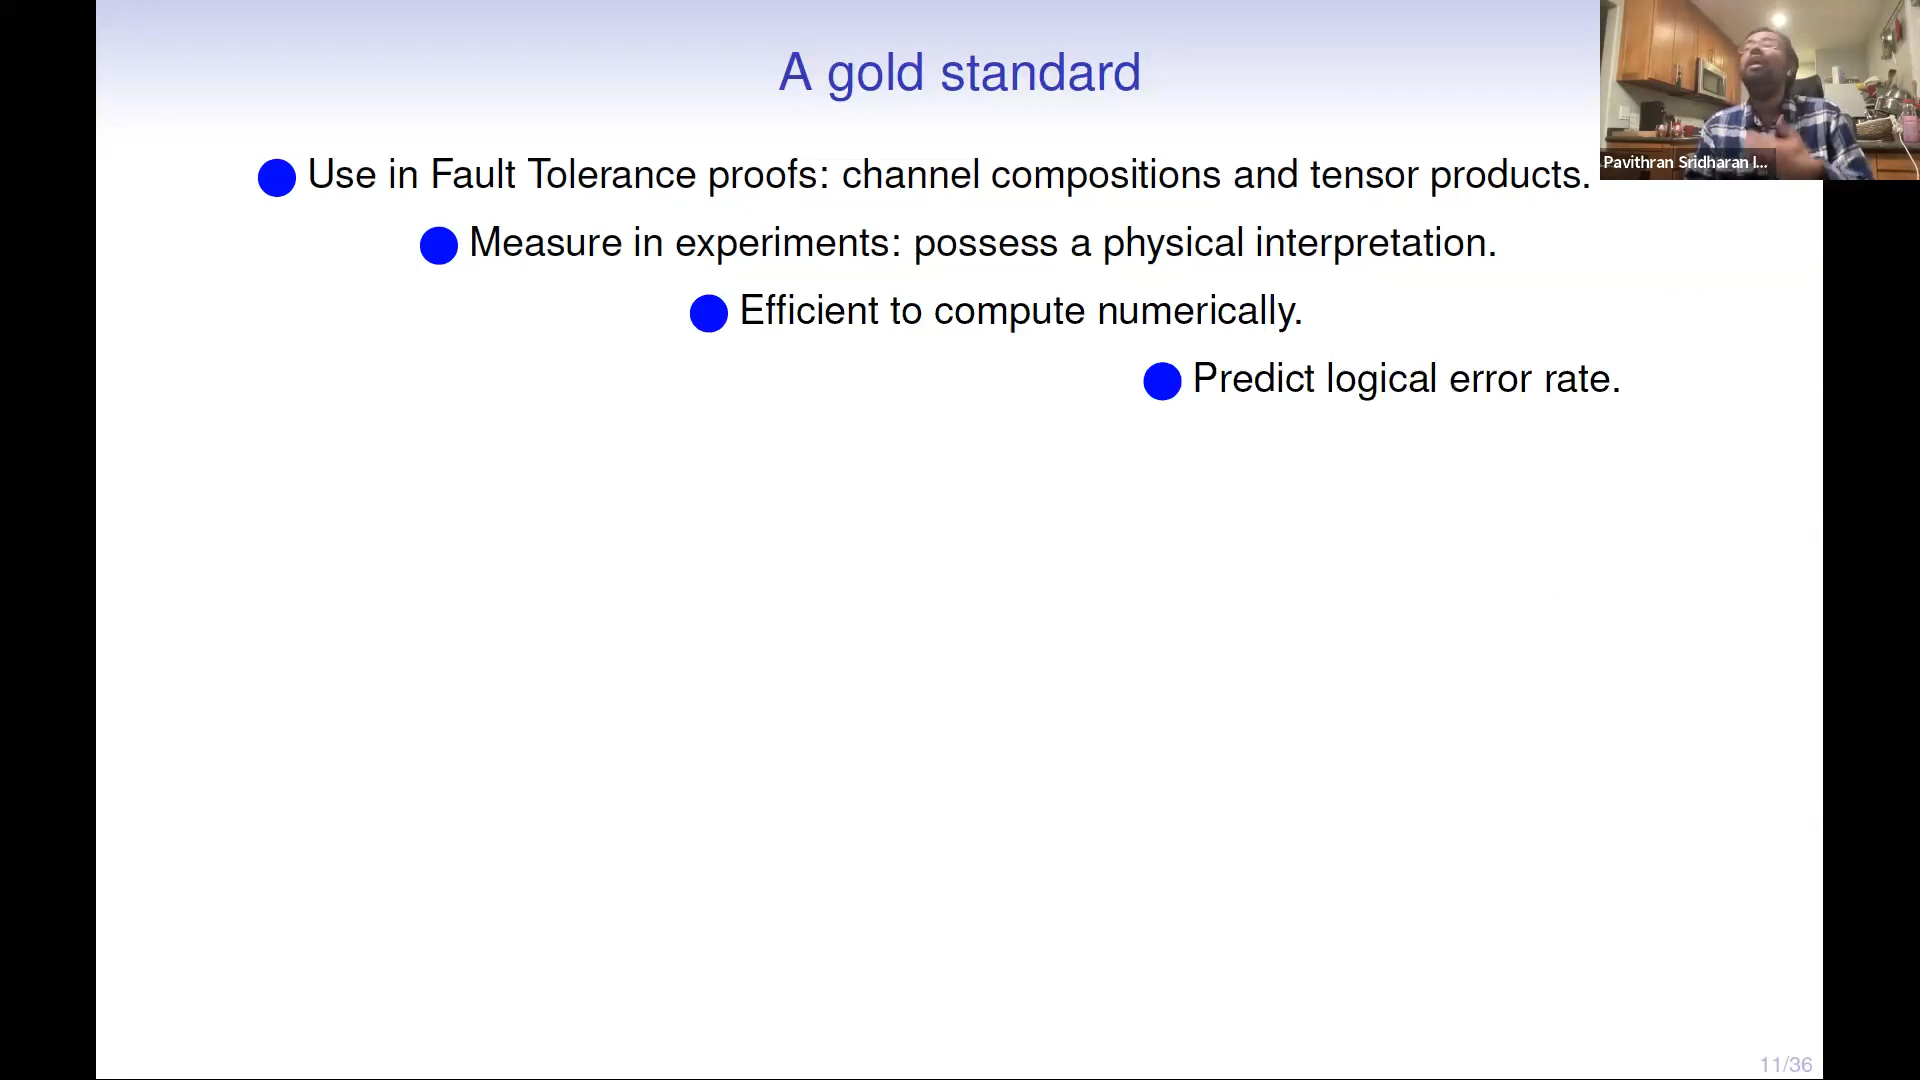 A gold standard
Use in Fault Tolerance proofs: channel compositions and tensor products.
Pavithran Sridharan I...
Measure in experiments: possess a physical interpretation.
Efficient to compute numerically.
Predict logical error rate.
11/36